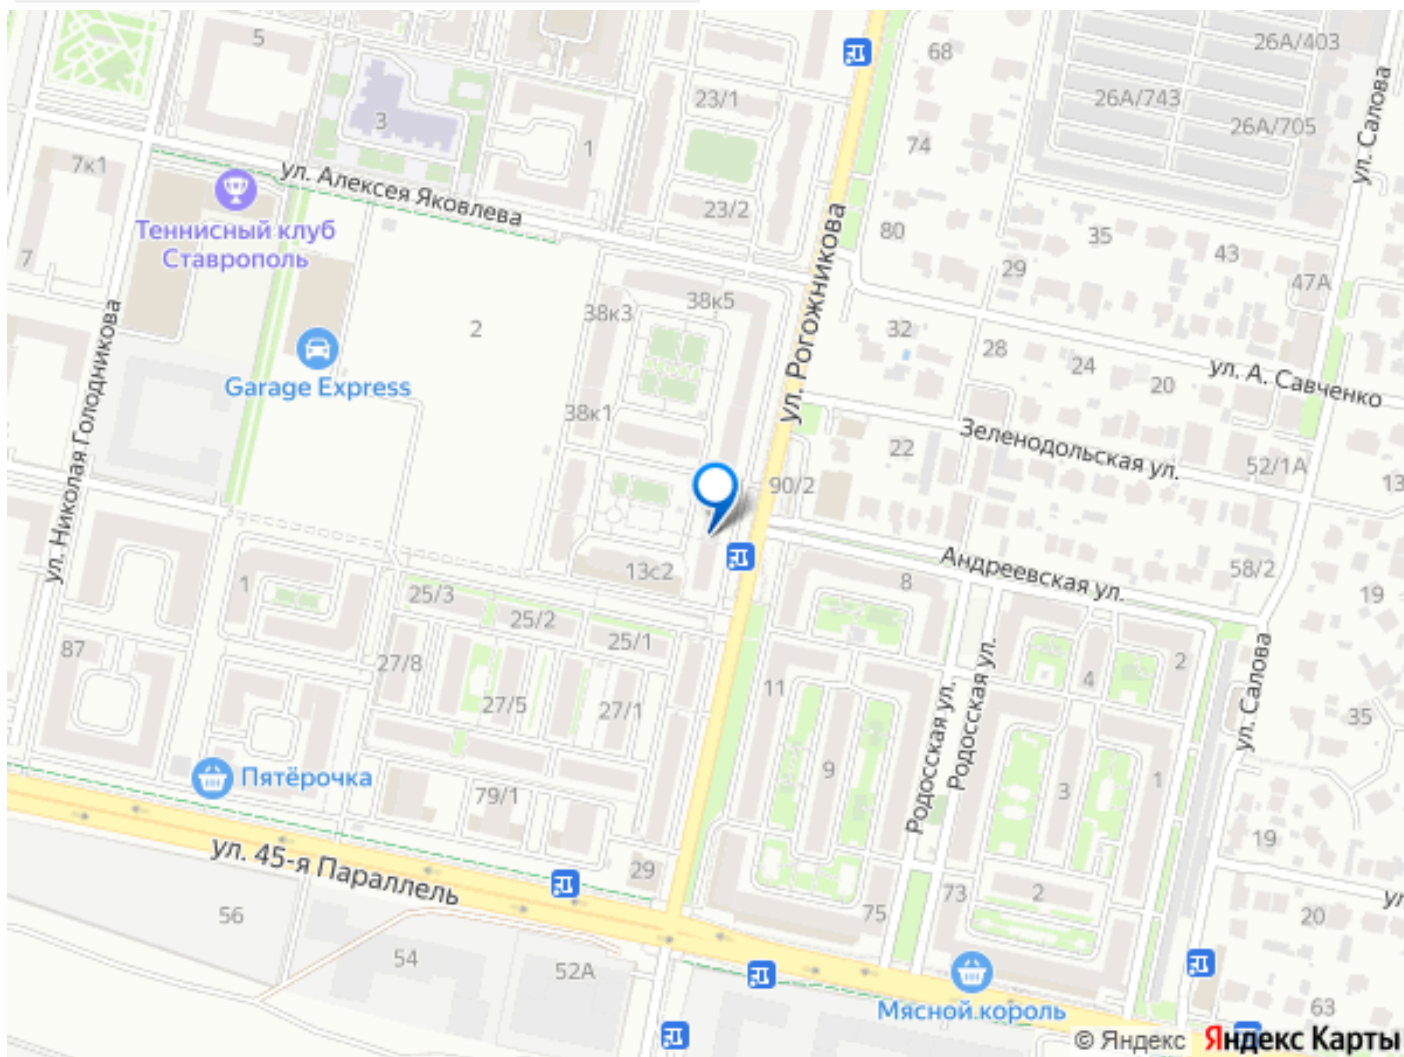 5
68
26А/403
26А/743
26А/705
ул. Салова
23/1
3
1
74
7к1
ул. Алексея Яковлева
23/2
80
35
43
47А
Теннисный клуб
Ставрополь
7
29
38к3
38к5
ул. Рогожникова
2
32
28
24
20
ул. А. Савченко
Garage Express
ул. Николая Голодникова
38к1
22
Зеленодольская ул.
52/1А
13
90/2
Андреевская ул.
58/2
19
13с2
8
1
25/3
25/2
25/1
87
27/8
27/5
27/1
11
Родосская ул.
Родосская ул.
4
2
ул. Салова
35
Пятёрочка
79/1
9
3
1
19
ул. 45-я Параллель
29
56
54
52А
75
73
2
20
ул
63
Мясной король
© Яндекс Яндекс Карты